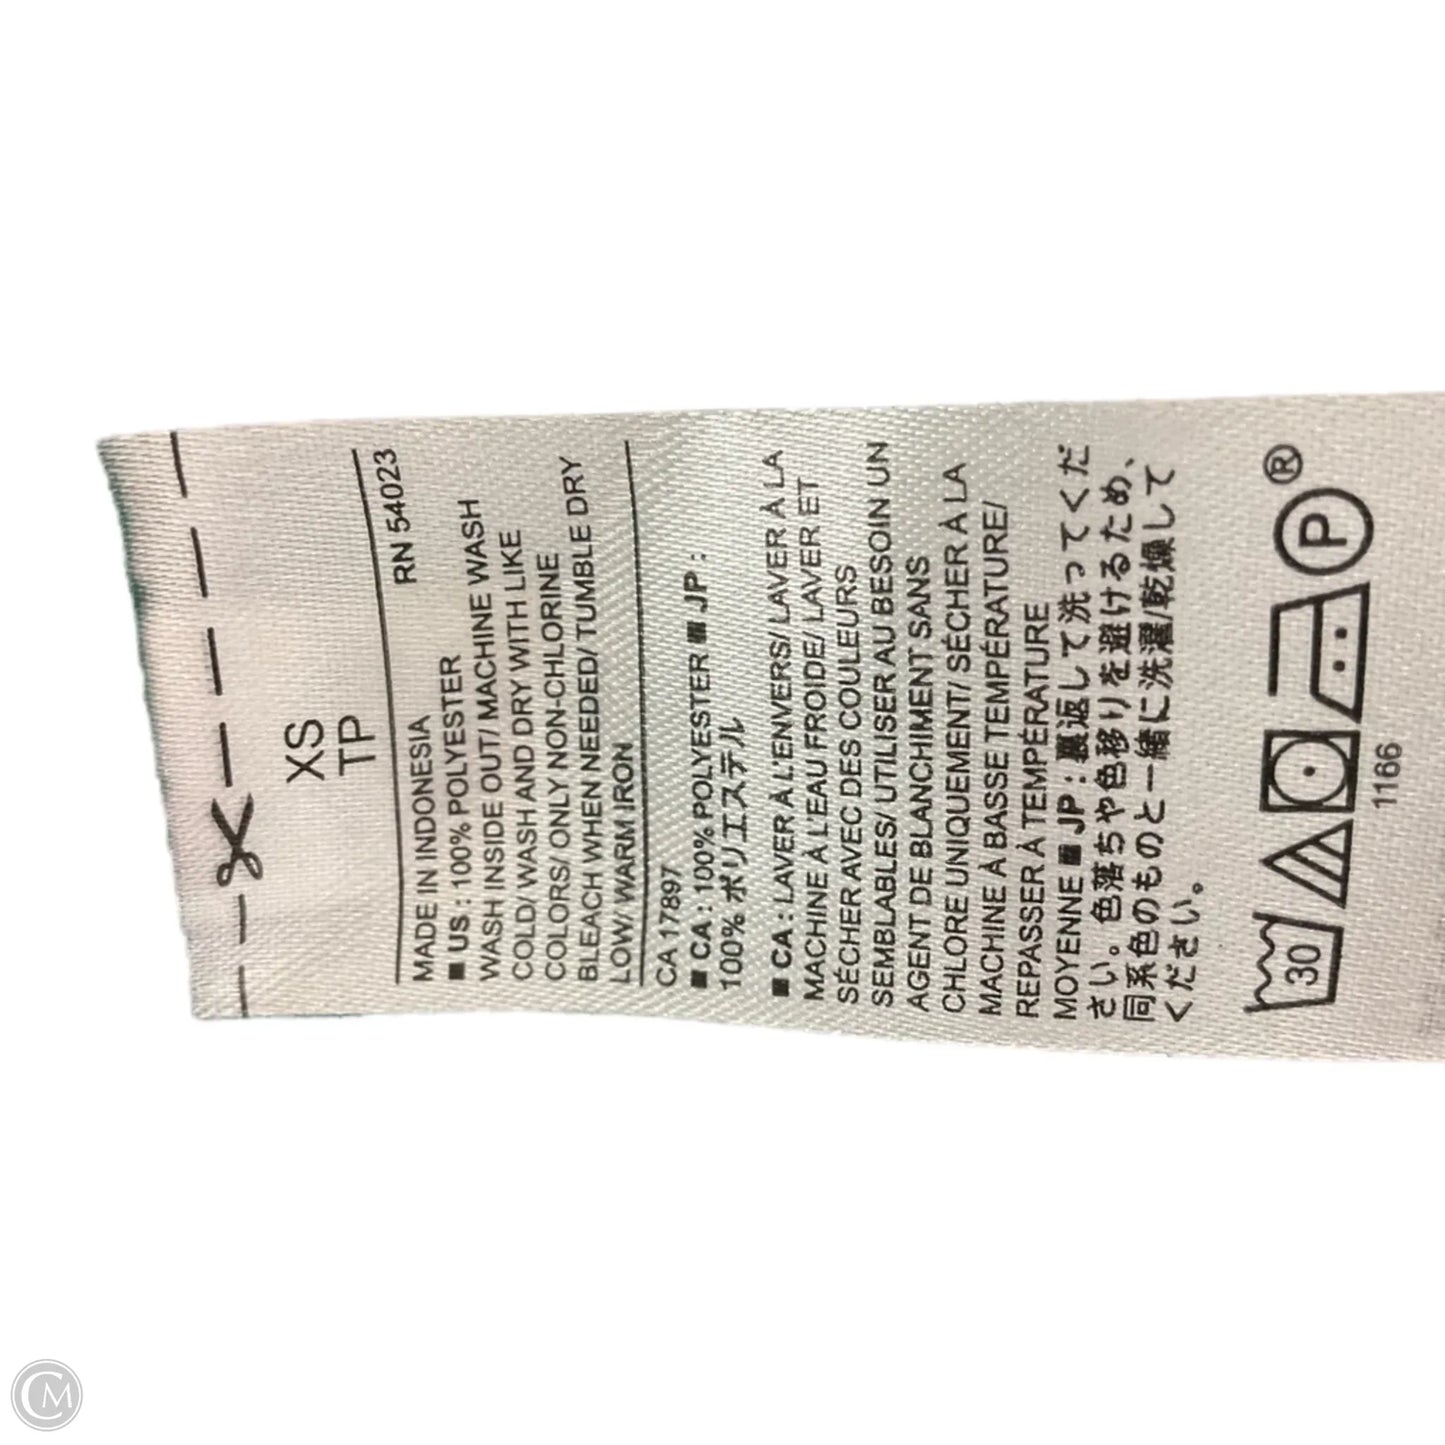 XS
TP
RN 54023
MADE IN INDONESIA
■ US : 100% POLYESTER
WASH INSIDE OUT/ MACHINE WASH
COLD/ WASH AND DRY WITH LIKE
COLORS/ ONLY NON-CHLORINE
BLEACH WHEN NEEDED/ TUMBLE DRY
LOW/ WARM IRON
CA 17897
■ CA : 100% POLYESTER ■ JP :
100% ポリエステル
■ CA : LAVER À L'ENVERS/ LAVER À LA
MACHINE À L'EAU FROIDE/ LAVER ET
SÉCHER AVEC DES COULEURS
SEMBLABLES/ UTILISER AU BESOIN UN
AGENT DE BLANCHIMENT SANS
CHLORE UNIQUEMENT/ SÉCHER À LA
MACHINE À BASSE TEMPÉRATURE/
REPASSER À TEMPÉRATURE
MOYENNE ■ JP : 裏返して洗ってくだ
さい。色落ちや色移りを避けるため、
同系色のものと一緒に洗濯/乾燥して
ください。
30 P ®
1166
CM